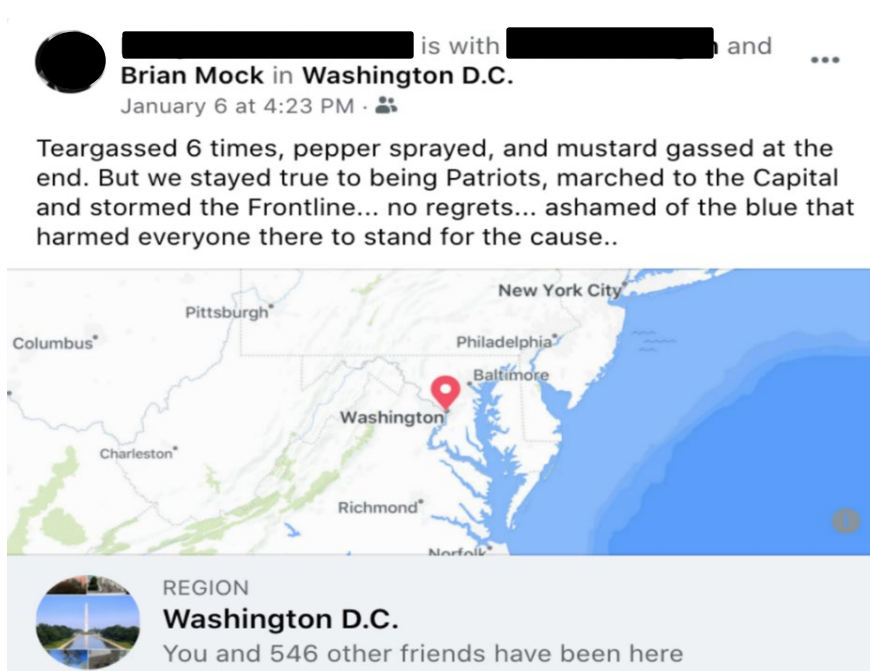 is with and
Brian Mock in Washington D.C.
January 6 at 4:23 PM ·
Teargassed 6 times, pepper sprayed, and mustard gassed at the
end. But we stayed true to being Patriots, marched to the Capital
and stormed the Frontline... no regrets... ashamed of the blue that
harmed everyone there to stand for the cause..
New York City
Pittsburgh
Columbus
Philadelphia
Baltimore
Washington
Charleston
Richmond
Norfolk
REGION
Washington D.C.
You and 546 other friends have been here